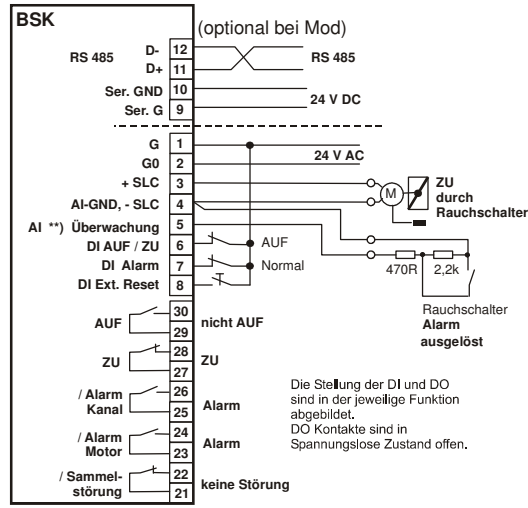 BSK
(optional bei Mod)
RS 485 D- 12 RS 485
D+ 11
Ser. GND 10
24 V DC
Ser. G 9
G 1
24 V AC
G0 2
+ SLC 3
AI-GND, - SLC 4
M
ZU
durch
Rauchschalter
AI **) Überwachung 5
DI AUF / ZU 6 AUF
DI Alarm 7 Normal
DI Ext. Reset 8
470R 2,2k
Rauchschalter
Alarm
ausgelöst
AUF 30 nicht AUF
29
ZU 28 ZU
27
/ Alarm 26
Kanal 25 Alarm
/ Alarm 24 Alarm
Motor 23
/ Sammel- 22 keine Störung
störung 21
Die Stellung der DI und DO
sind in der jeweilige Funktion
abgebildet.
DO Kontakte sind in
Spannungslose Zustand offen.